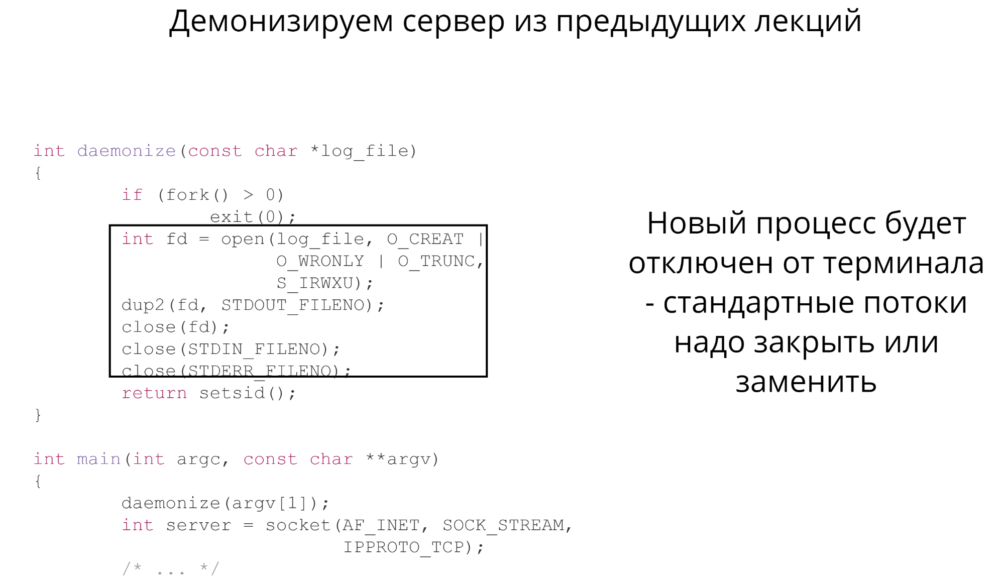 Демонизируем сервер из предыдущих лекций
int daemonize(const char *log_file)
{
if (fork() > 0)
exit(0);
int fd = open(log_file, O_CREAT |
O_WRONLY | O_TRUNC,
S_IRWXU);
dup2(fd, STDOUT_FILENO);
close(fd);
close(STDIN_FILENO);
close(STDERR_FILENO);
return setsid();
}
int main(int argc, const char **argv)
{
daemonize(argv[1]);
int server = socket(AF_INET, SOCK_STREAM,
IPPROTO_TCP);
/* ... */
Новый процесс будет
отключен от терминала
- стандартные потоки
надо закрыть или
заменить